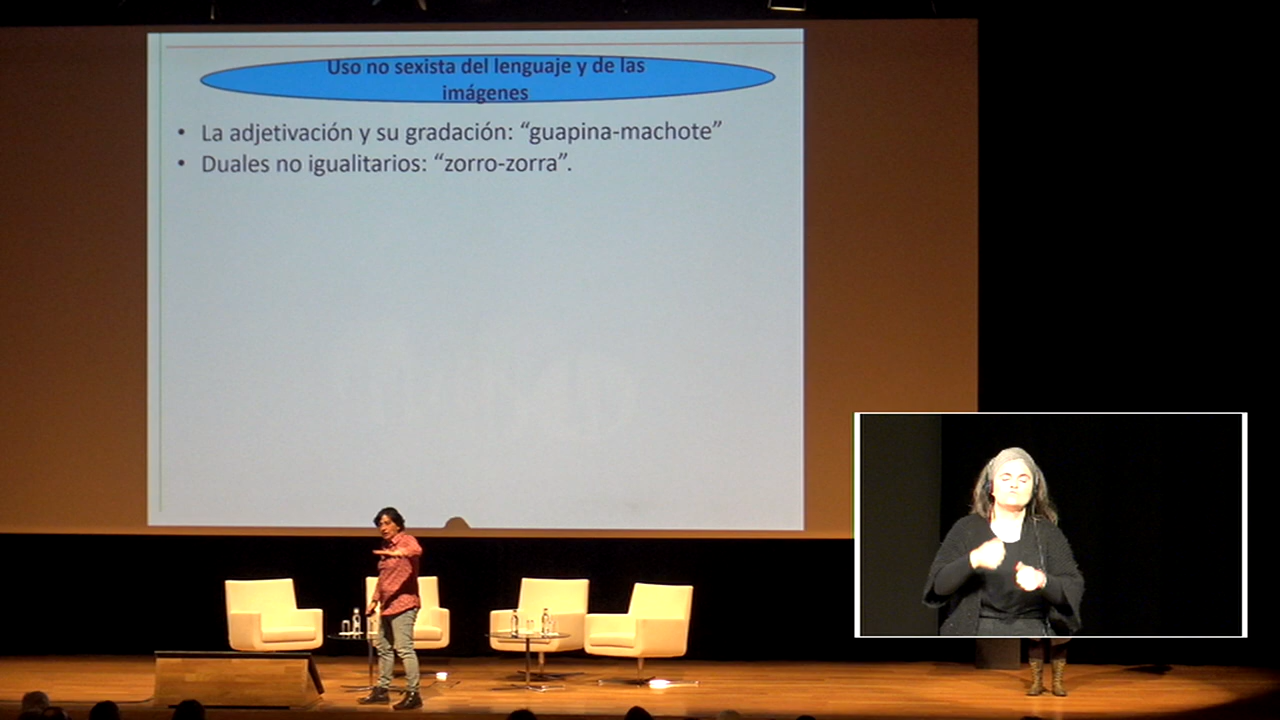 Uso no sexista del lenguaje y de las
imágenes
• La adjetivación y su gradación: “guapina-machote”
• Duales no igualitarios: “zorro-zorra”.